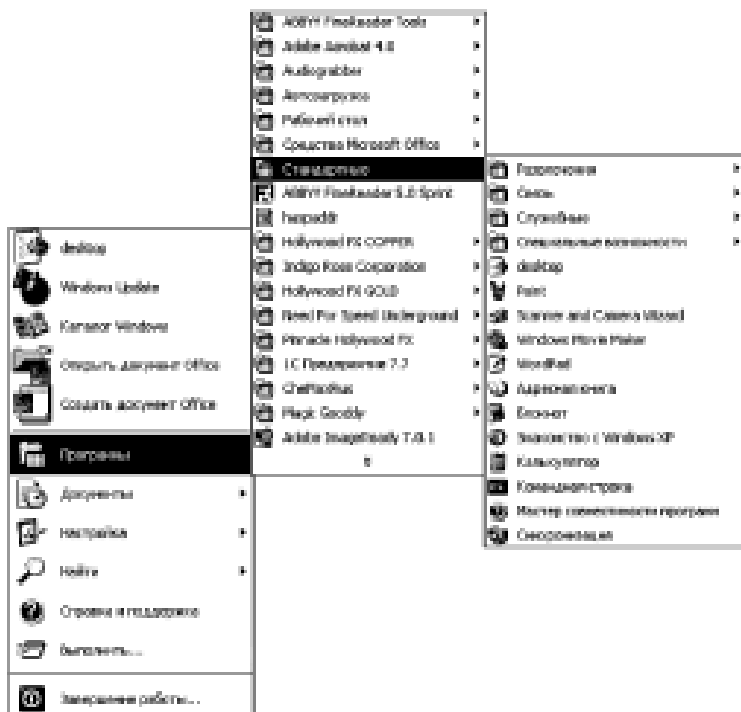 desktop
Windows Update
Каталог Windows
Открыть документ Office
Создать документ Office
Программы
Документы
Настройка
Найти
Справка и поддержка
Выполнить...
Завершение работы...
ABBYY FineReader Tools
Adobe Acrobat 4.0
Audiograbber
Автозагрузка
Рабочий стол
Средства Microsoft Office
Стандартные
ABBYY FineReader 5.0 Sprint
Hollywood FX COPPER
Indigo Rose Corporation
Hollywood FX GOLD
Need For Speed Underground
Pinnacle Hollywood FX
1С Предприятие 7.7
Magic Gooddy
Adobe ImageReady 7.0.1
Развлечения
Связь
Служебные
Специальные возможности
desktop
Paint
Scanner and Camera Wizard
Windows Movie Maker
WordPad
Адресная книга
Блокнот
Знакомство с Windows XP
Калькулятор
Командная строка
Мастер совместимости программ
Синхронизация